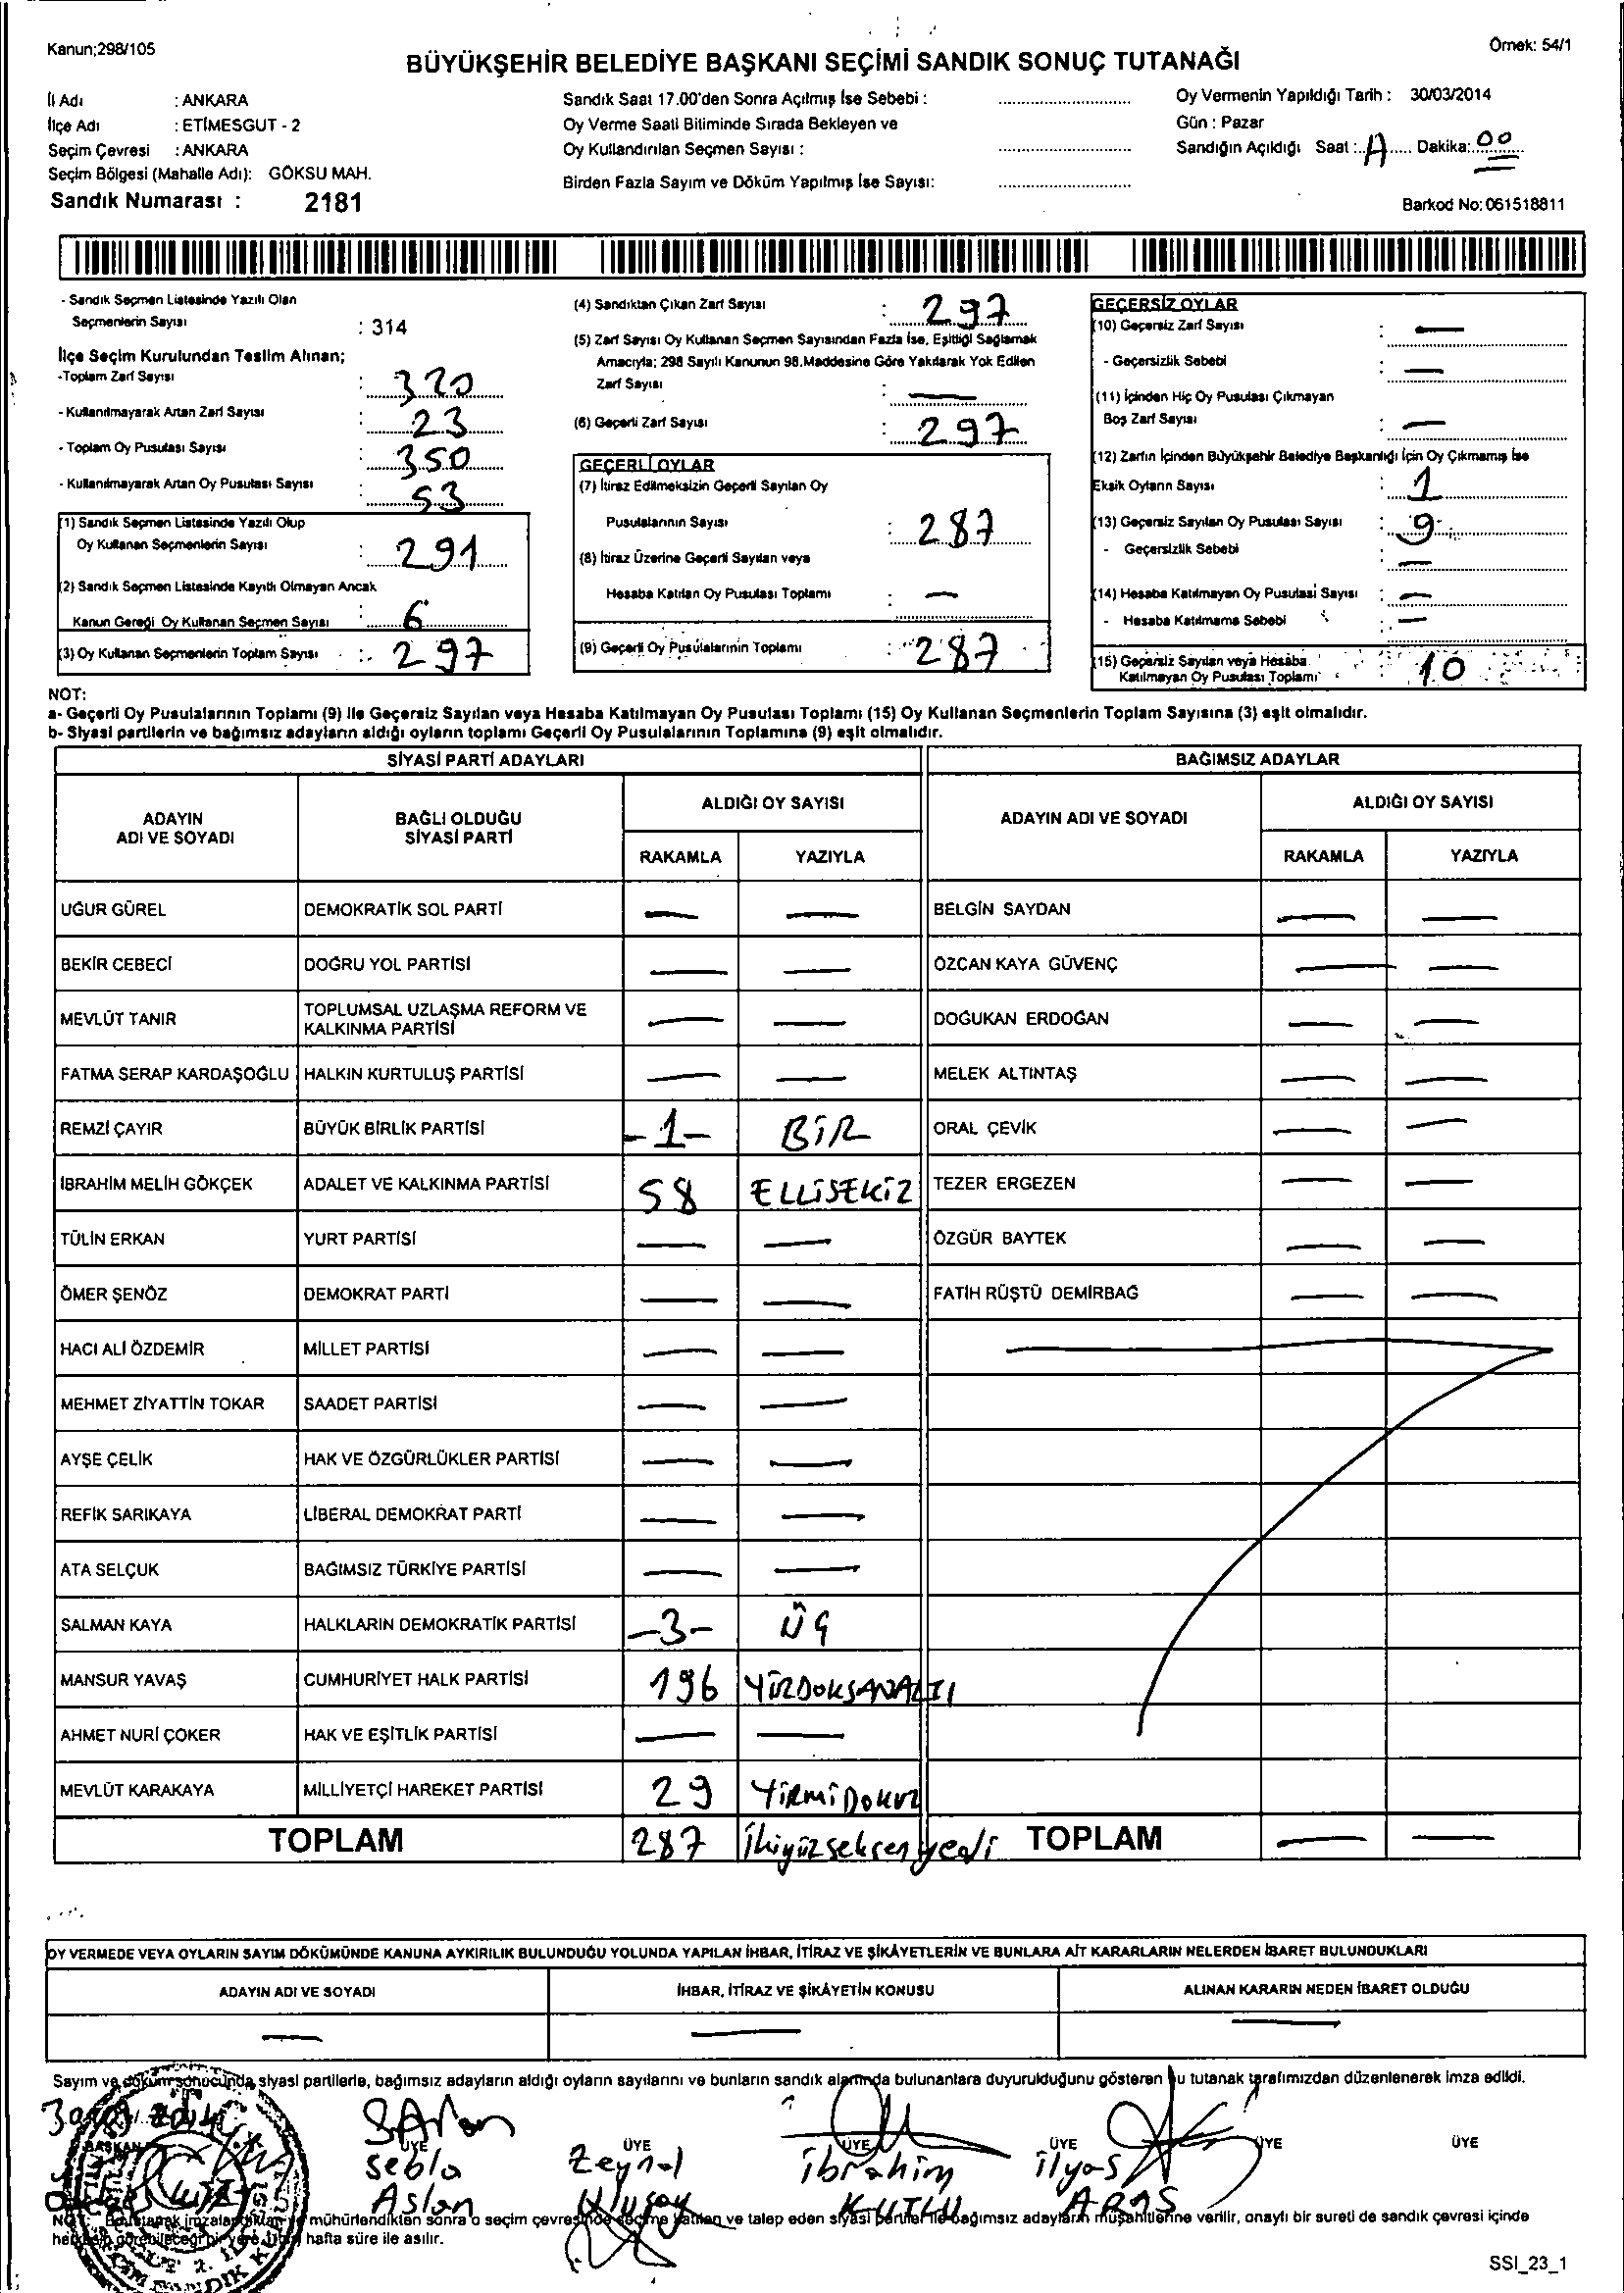 Kanun;298/105
Örnek: 54/1
BÜYÜKŞEHİR BELEDİYE BAŞKANI SEÇİMİ SANDIK SONUÇ TUTANAĞI
İl Adı : ANKARA
İlçe Adı : ETİMESGUT - 2
Seçim Çevresi : ANKARA
Seçim Bölgesi (Mahalle Adı): GÖKSU MAH.
Sandık Numarası : 2181
Sandık Saat 17.00'den Sonra Açılmış İse Sebebi :
Oy Verme Saati Bitiminde Sırada Bekleyen ve
Oy Kullandırılan Seçmen Sayısı :
Birden Fazla Sayım ve Döküm Yapılmış İse Sayısı:
Oy Vermenin Yapıldığı Tarih : 30/03/2014
Gün : Pazar
Sandığın Açıldığı Saat : Dakika: 00
Barkod No: 061518811
- Sandık Seçmen Listesinde Yazılı Olan
Seçmenlerin Sayısı : 314
İlçe Seçim Kurulundan Teslim Alınan;
-Toplam Zarf Sayısı : 320
- Kullanılmayarak Artan Zarf Sayısı : 23
- Toplam Oy Pusulası Sayısı : 350
- Kullanılmayarak Artan Oy Pusulası Sayısı : 53
(1) Sandık Seçmen Listesinde Yazılı Olup
Oy Kullanan Seçmenlerin Sayısı : 291
(2) Sandık Seçmen Listesinde Kayıtlı Olmayan Ancak
Kanun Gereği Oy Kullanan Seçmen Sayısı : 6
(3) Oy Kullanan Seçmenlerin Toplam Sayısı : 297
(4) Sandıktan Çıkan Zarf Sayısı : 297
(5) Zarf Sayısı Oy Kullanan Seçmen Sayısından Fazla İse, Eşitliği Sağlamak
Amacıyla; 298 Sayılı Kanunun 98.Maddesine Göre Yakılarak Yok Edilen
Zarf Sayısı : —
(6) Geçerli Zarf Sayısı : 297
GEÇERLİ OYLAR
(7) İtiraz Edilmeksizin Geçerli Sayılan Oy
Pusulalarının Sayısı : 287
(8) İtiraz Üzerine Geçerli Sayılan veya
Hesaba Katılan Oy Pusulası Toplamı : —
(9) Geçerli Oy Pusulalarının Toplamı : 287
GEÇERSİZ OYLAR
(10) Geçersiz Zarf Sayısı : —
- Geçersizlik Sebebi : —
(11) İçinden Hiç Oy Pusulası Çıkmayan
Boş Zarf Sayısı : —
(12) Zarfın İçinden Büyükşehir Belediye Başkanlığı İçin Oy Çıkmamış İse
Eksik Oyların Sayısı : 1
(13) Geçersiz Sayılan Oy Pusulası Sayısı : 9
- Geçersizlik Sebebi : —
(14) Hesaba Katılmayan Oy Pusulası Sayısı : —
- Hesaba Katılmama Sebebi : —
(15) Geçersiz Sayılan veya Hesaba
Katılmayan Oy Pusulası Toplamı : 10
NOT:
a- Geçerli Oy Pusulalarının Toplamı (9) ile Geçersiz Sayılan veya Hesaba Katılmayan Oy Pusulası Toplamı (15) Oy Kullanan Seçmenlerin Toplam Sayısına (3) eşit olmalıdır.
b- Siyasi partilerin ve bağımsız adayların aldığı oyların toplamı Geçerli Oy Pusulalarının Toplamına (9) eşit olmalıdır.
SİYASİ PARTİ ADAYLARI
ADAYIN ADI VE SOYADI BAĞLI OLDUĞU SİYASİ PARTİ ALDIĞI OY SAYISI
RAKAMLA YAZIYLA
UĞUR GÜREL DEMOKRATİK SOL PARTİ — —
BEKİR CEBECİ DOĞRU YOL PARTİSİ — —
MEVLÜT TANIR TOPLUMSAL UZLAŞMA REFORM VE KALKINMA PARTİSİ — —
FATMA SERAP KARDAŞOĞLU HALKIN KURTULUŞ PARTİSİ — —
REMZİ ÇAYIR BÜYÜK BİRLİK PARTİSİ -1- BİR
İBRAHİM MELİH GÖKÇEK ADALET VE KALKINMA PARTİSİ 58 ELLİSEKİZ
TÜLİN ERKAN YURT PARTİSİ — —
ÖMER ŞENÖZ DEMOKRAT PARTİ — —
HACI ALİ ÖZDEMİR MİLLET PARTİSİ — —
MEHMET ZİYATTİN TOKAR SAADET PARTİSİ — —
AYŞE ÇELİK HAK VE ÖZGÜRLÜKLER PARTİSİ — —
REFİK SARIKAYA LİBERAL DEMOKRAT PARTİ — —
ATA SELÇUK BAĞIMSIZ TÜRKİYE PARTİSİ — —
SALMAN KAYA HALKLARIN DEMOKRATİK PARTİSİ -3- ÜÇ
MANSUR YAVAŞ CUMHURİYET HALK PARTİSİ 196 YÜZDOKSANALTI
AHMET NURİ ÇOKER HAK VE EŞİTLİK PARTİSİ — —
MEVLÜT KARAKAYA MİLLİYETÇİ HAREKET PARTİSİ 29 YİRMİDOKUZ
TOPLAM 287 İkiyüzseksenyedi
BAĞIMSIZ ADAYLAR
ADAYIN ADI VE SOYADI ALDIĞI OY SAYISI
RAKAMLA YAZIYLA
BELGİN SAYDAN — —
ÖZCAN KAYA GÜVENÇ — —
DOĞUKAN ERDOĞAN — —
MELEK ALTINTAŞ — —
ORAL ÇEVİK — —
TEZER ERGEZEN — —
ÖZGÜR BAYTEK — —
FATİH RÜŞTÜ DEMİRBAĞ — —
TOPLAM — —
OY VERMEDE VEYA OYLARIN SAYIM DÖKÜMÜNDE KANUNA AYKIRILIK BULUNDUĞU YOLUNDA YAPILAN İHBAR, İTİRAZ VE ŞİKÂYETLERİN VE BUNLARA AİT KARARLARIN NELERDEN İBARET BULUNDUKLARI
ADAYIN ADI VE SOYADI İHBAR, İTİRAZ VE ŞİKÂYETİN KONUSU ALINAN KARARIN NEDEN İBARET OLDUĞU
— — —
Sayım ve döküm sonucunda siyasi partilerle, bağımsız adayların aldığı oyların sayılarını ve bunların sandık alanında bulunanlara duyurulduğunu gösteren bu tutanak tarafımızdan düzenlenerek imza edildi.
BAŞKAN ÜYE ÜYE ÜYE ÜYE ÜYE ÜYE
Sebla Aslan
Zeynel Ulusoy
İbrahim KUTLU
İlyas ARAS
NOT: Bu tutanak imzalandıktan ve mühürlendikten sonra o seçim çevresinde seçime katılan ve talep eden siyasi partiler ile bağımsız adayların müşahitlerine verilir, onaylı bir sureti de sandık çevresi içinde
herkesin görebileceği bir yere bir hafta süre ile asılır.
SSI_23_1